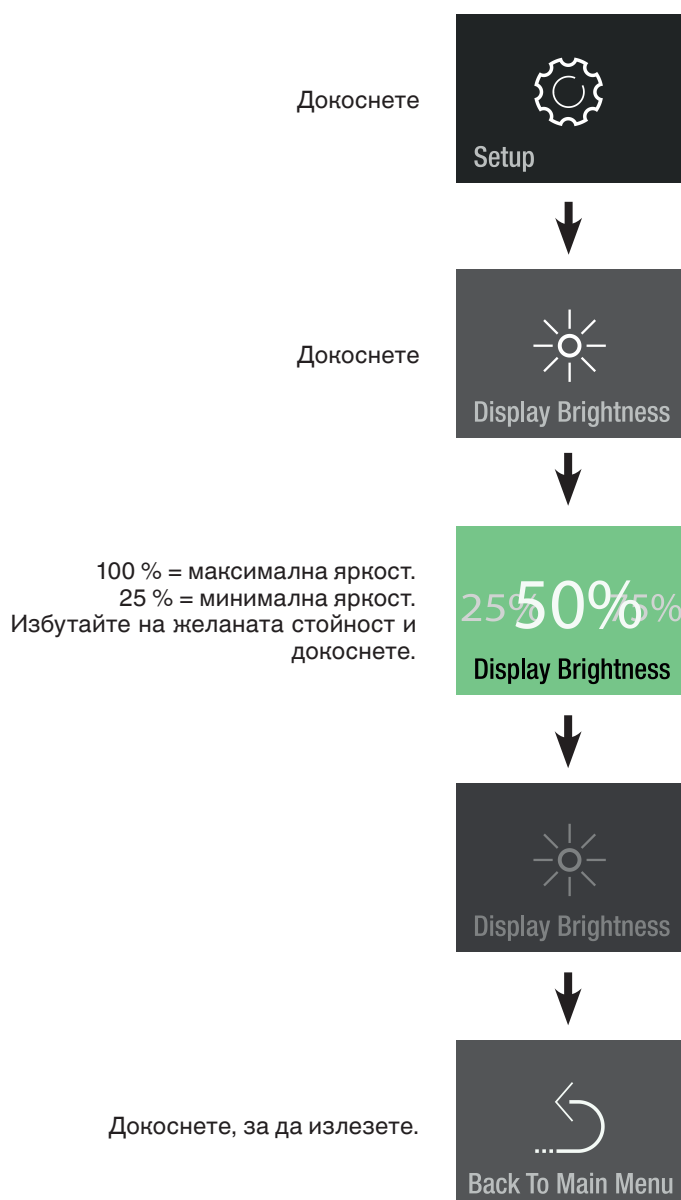 Докоснете
Setup
Докоснете
Display Brightness
100 % = максимална яркост.
25 % = минимална яркост.
Избутайте на желаната стойност и
докоснете.
25% 50% 75%
Display Brightness
Display Brightness
Докоснете, за да излезете.
Back To Main Menu